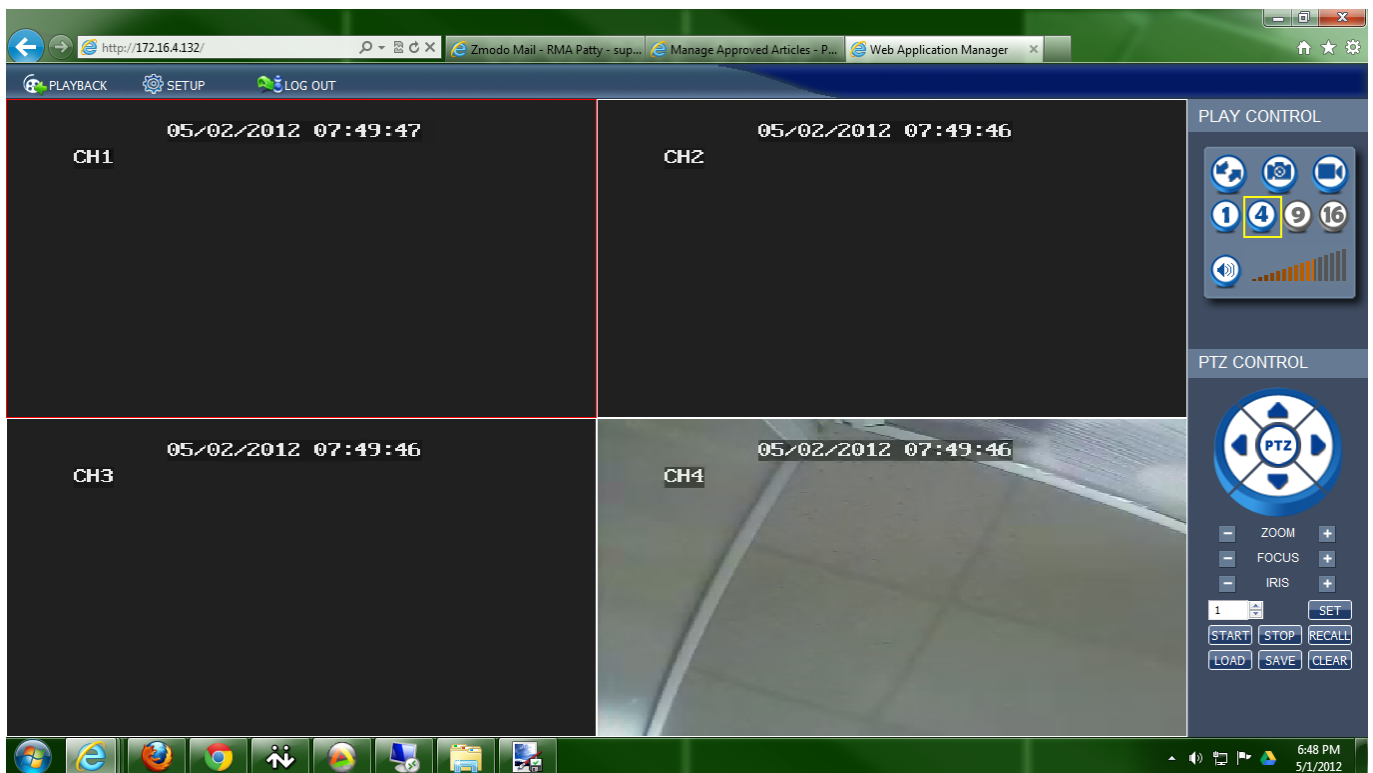 http://172.16.4.132/
Zmodo Mail - RMA Patty - sup...
Manage Approved Articles - P...
Web Application Manager
PLAYBACK
SETUP
LOG OUT
05/02/2012 07:49:47
CH1
05/02/2012 07:49:46
CH2
05/02/2012 07:49:46
CH3
05/02/2012 07:49:46
CH4
PLAY CONTROL
1 4 9 16
PTZ CONTROL
PTZ
ZOOM
FOCUS
IRIS
1 SET
START STOP RECALL
LOAD SAVE CLEAR
6:48 PM
5/1/2012